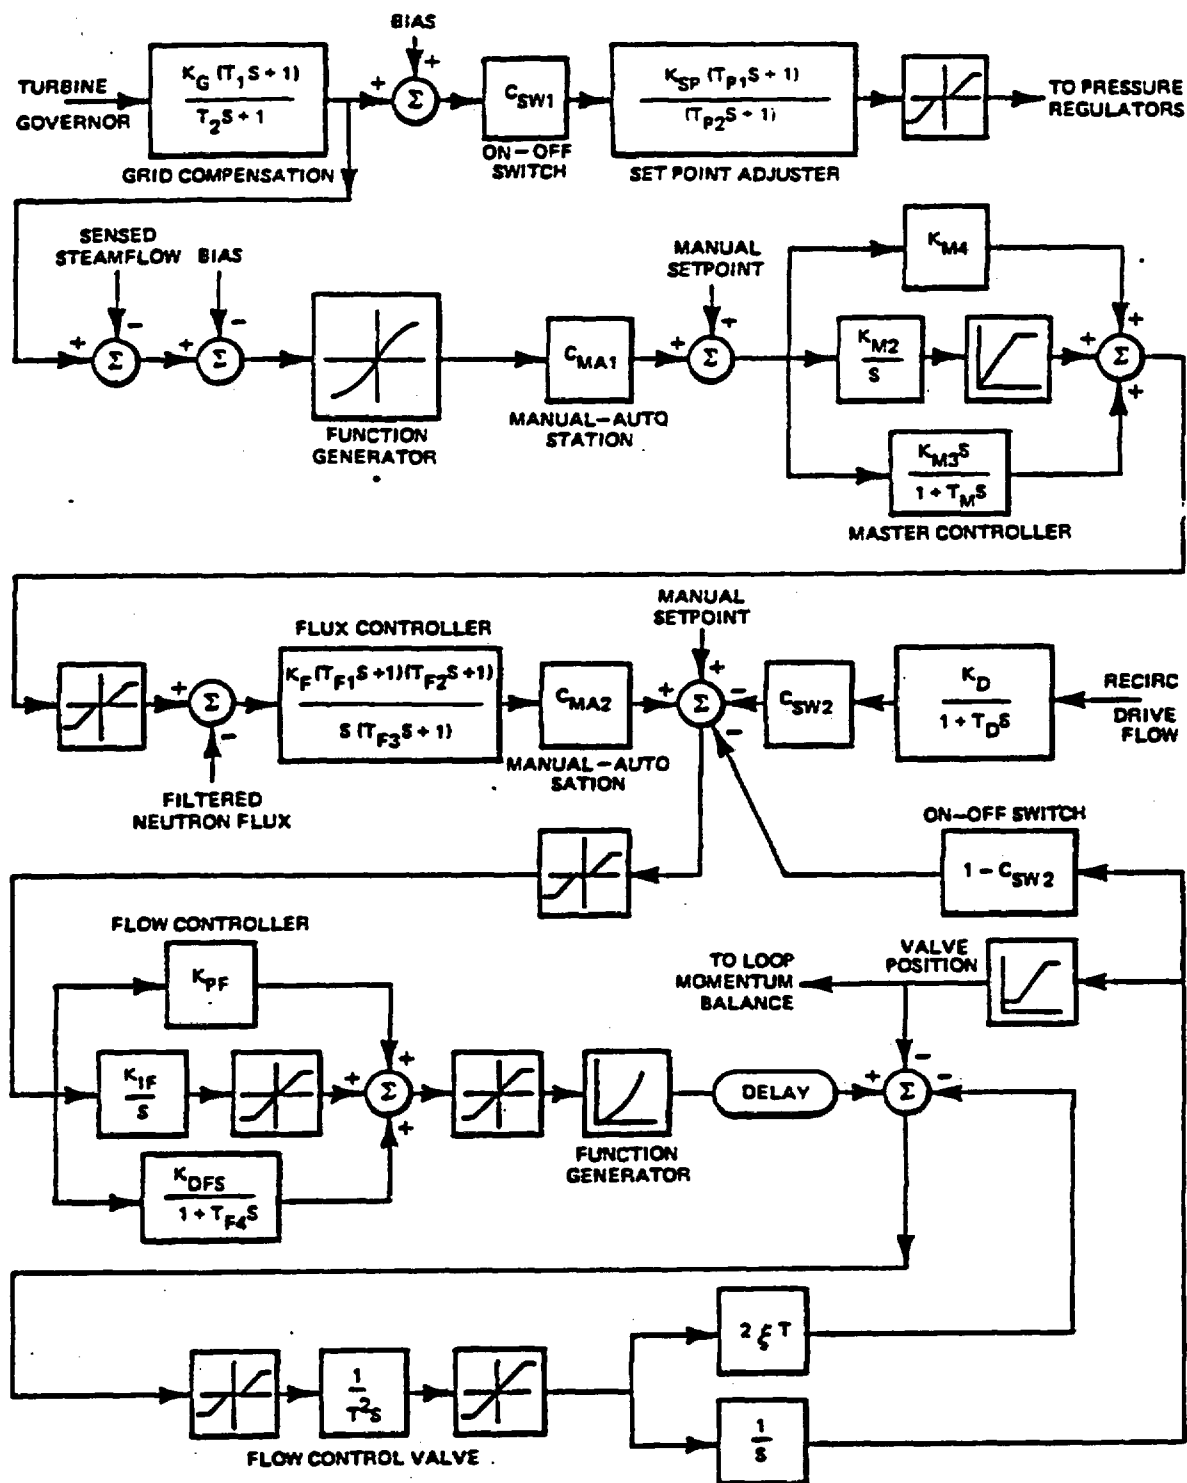 BIAS
TURBINE
GOVERNOR
K_G (T_1 S + 1)
T_2 S + 1
GRID COMPENSATION
+
+
Σ
C_SW1
ON-OFF
SWITCH
K_SP (T_P1 S + 1)
(T_P2 S + 1)
SET POINT ADJUSTER
TO PRESSURE
REGULATORS
SENSED
STEAMFLOW
BIAS
+
-
Σ
+
-
Σ
FUNCTION
GENERATOR
C_MA1
MANUAL-AUTO
STATION
MANUAL
SETPOINT
+
+
Σ
K_M4
K_M2
S
K_M3 S
1 + T_M S
+
+
+
Σ
MASTER CONTROLLER
+
-
Σ
FILTERED
NEUTRON FLUX
FLUX CONTROLLER
K_F (T_F1 S + 1)(T_F2 S + 1)
S (T_F3 S + 1)
C_MA2
MANUAL-AUTO
SATION
MANUAL
SETPOINT
+
+
-
-
Σ
C_SW2
K_D
1 + T_D S
RECIRC
DRIVE
FLOW
ON-OFF SWITCH
1 - C_SW2
FLOW CONTROLLER
K_PF
K_IF
S
K_DFS
1 + T_F4 S
+
+
+
Σ
FUNCTION
GENERATOR
DELAY
TO LOOP
MOMENTUM
BALANCE
VALVE
POSITION
+
-
-
Σ
1
T^2 S
FLOW CONTROL VALVE
2 ξ T
1
S